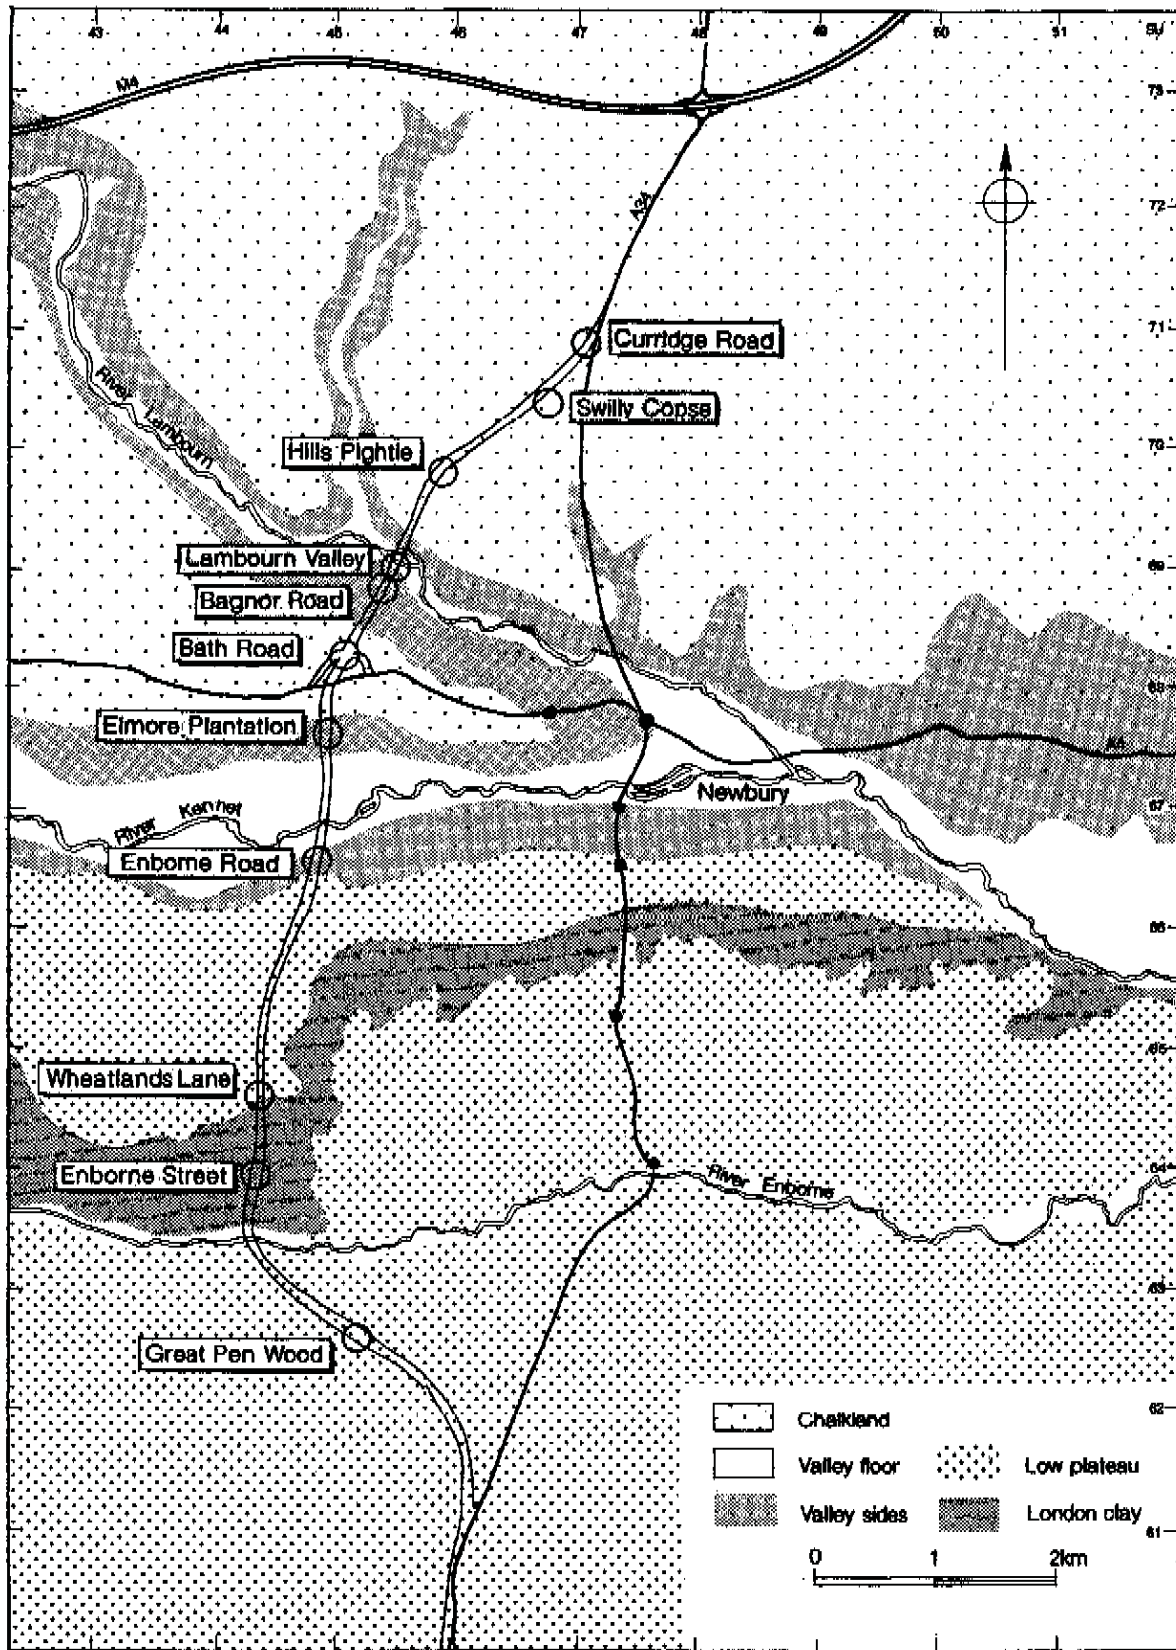 43 44 45 46 47 48 49 50 51 SU
M4
73
72
A34
71
Curridge Road
River Lambourn
Swilly Copse
70
Hills Pightle
Lambourn Valley
69
Bagnor Road
Bath Road
68
Elmore Plantation
A4
Newbury
67
River Kennet
Enborne Road
66
65
Wheatlands Lane
64
Enborne Street
River Enborne
63
Great Pen Wood
62
Chalkland
Valley floor
Low plateau
Valley sides
London clay
61
0 1 2km